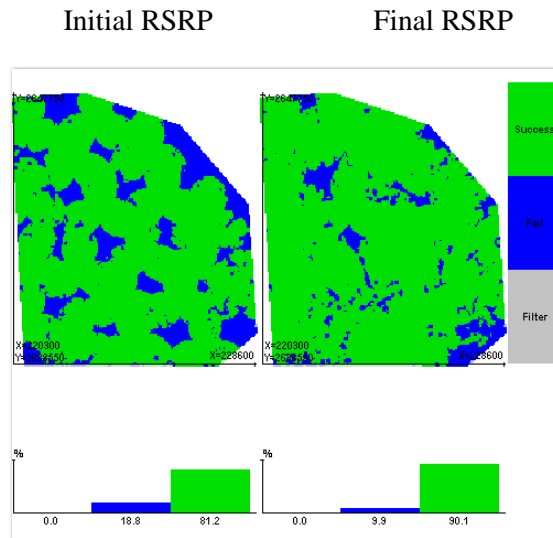 Initial RSRP
Final RSRP
Success
Fail
Filter
X=220300
X=228600
X=220300
X=228600
%
0.0 18.8 81.2
%
0.0 9.9 90.1